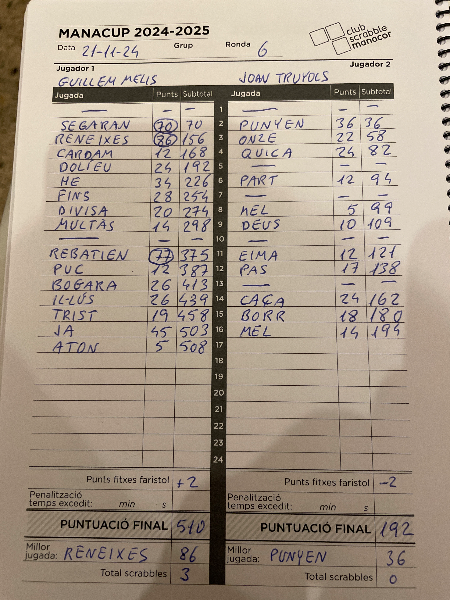 MANACUP 2024-2025
club scrabble manacor
Data 21-11-24 Grup Ronda 6
Jugador 1 Jugador 2
GUILLEM MELIS JOAN TRUYOLS
Jugada Punts Subtotal Jugada Punts Subtotal
— — — 1 — — —
SEGARAN 70 70 2 PUNYEN 36 36
RENEIXES 86 156 3 ONZE 22 58
CARDAM 12 168 4 QUICA 24 82
DOLIEU 24 192 5 — — —
HE 34 226 6 PART 12 94
FINS 28 254 7 — — —
DIVISA 20 274 8 HEL 5 99
MULTAS 14 298 9 DEUS 10 109
— — — 10 — — —
REBATIEN 77 375 11 EIMA 12 121
PUC 12 387 12 PAS 17 138
BOGARA 26 413 13 — — —
IL·LÚS 26 439 14 CAÇA 24 162
TRIST 19 458 15 BORR 18 180
JA 45 503 16 MEL 14 194
ATON 5 508 17
18
19
20
21
22
23
24
Punts fitxes faristol +2 Punts fitxes faristol -2
Penalització temps excedit: min s Penalització temps excedit: min s
PUNTUACIÓ FINAL 510 PUNTUACIÓ FINAL 192
Millor jugada: RENEIXES 86 Millor jugada: PUNYEN 36
Total scrabbles 3 Total scrabbles 0